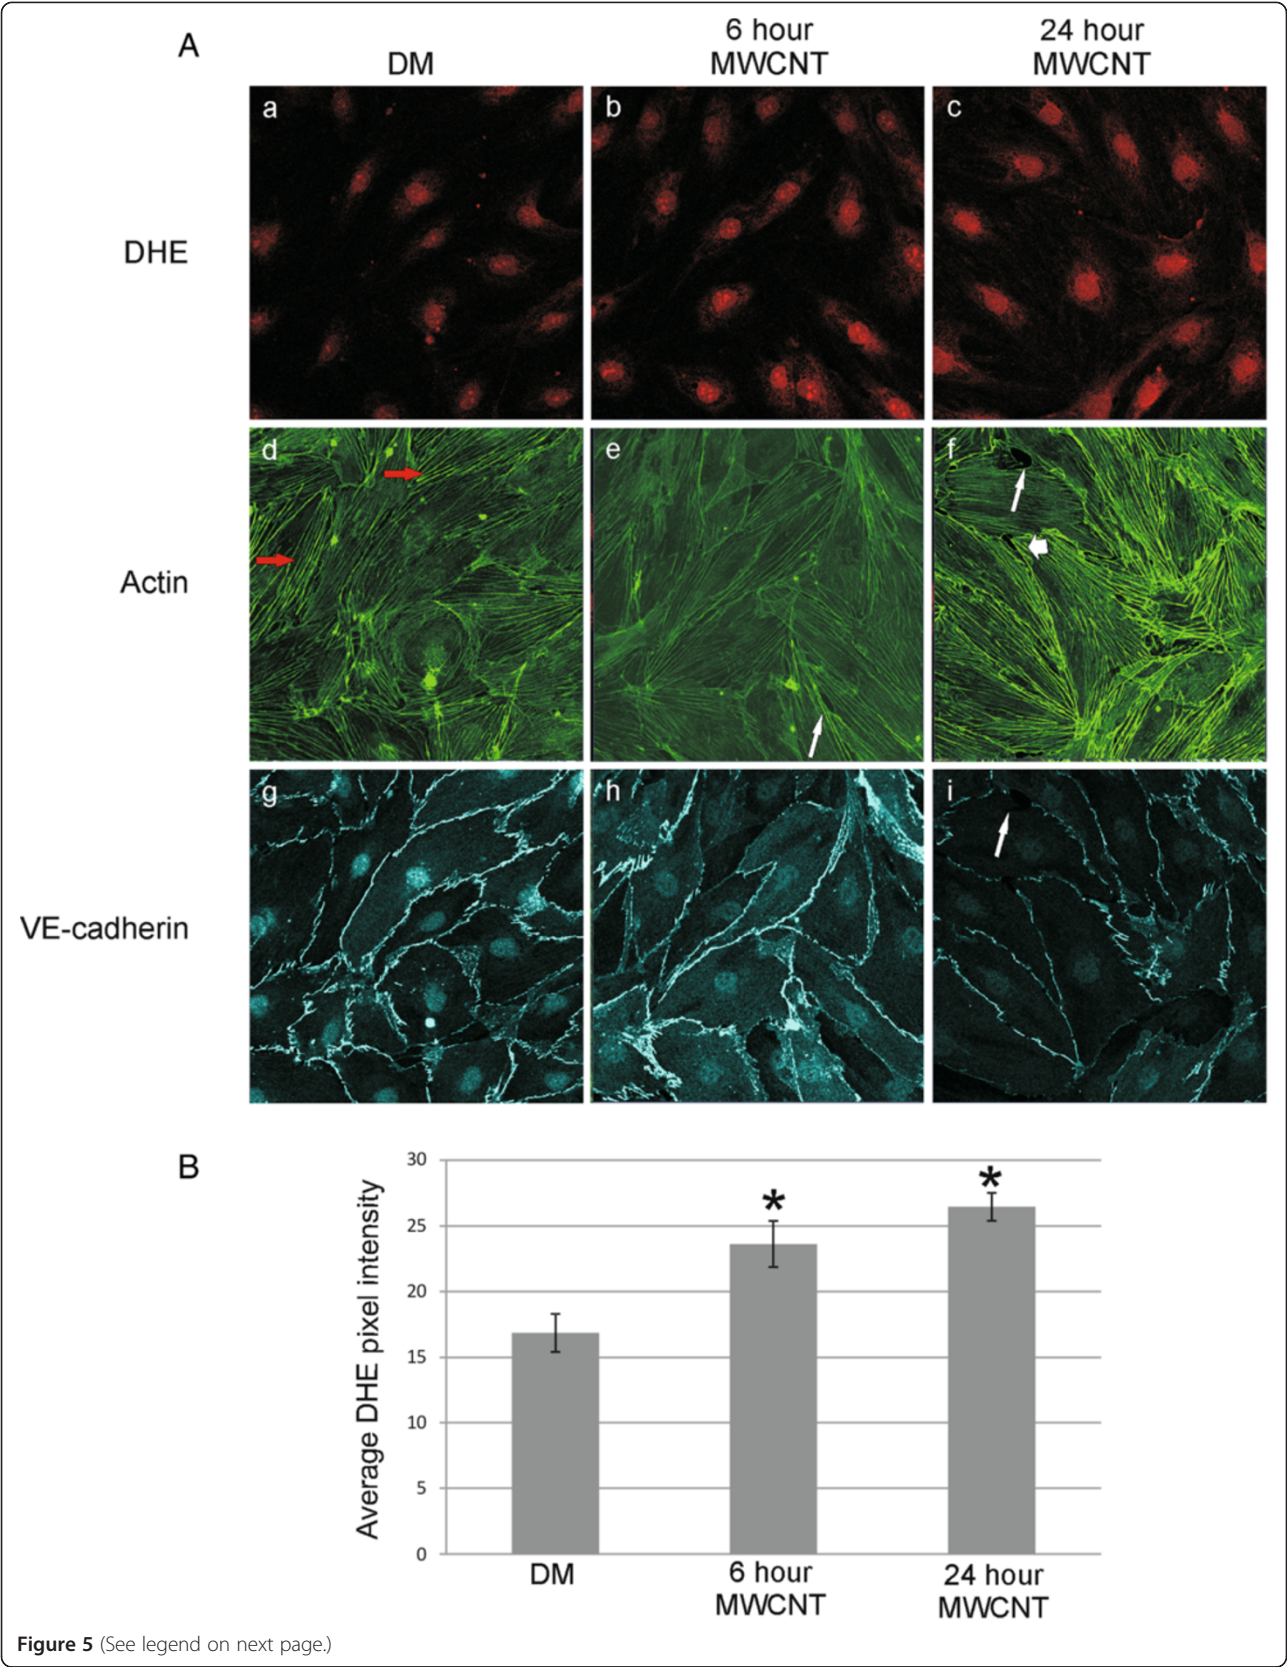 A
DM
6 hour
MWCNT
24 hour
MWCNT
a
b
c
DHE
d
e
f
Actin
g
h
i
VE-cadherin
B
Average DHE pixel intensity
30
25
20
15
10
5
0
*
*
DM
6 hour
MWCNT
24 hour
MWCNT
Figure 5 (See legend on next page.)